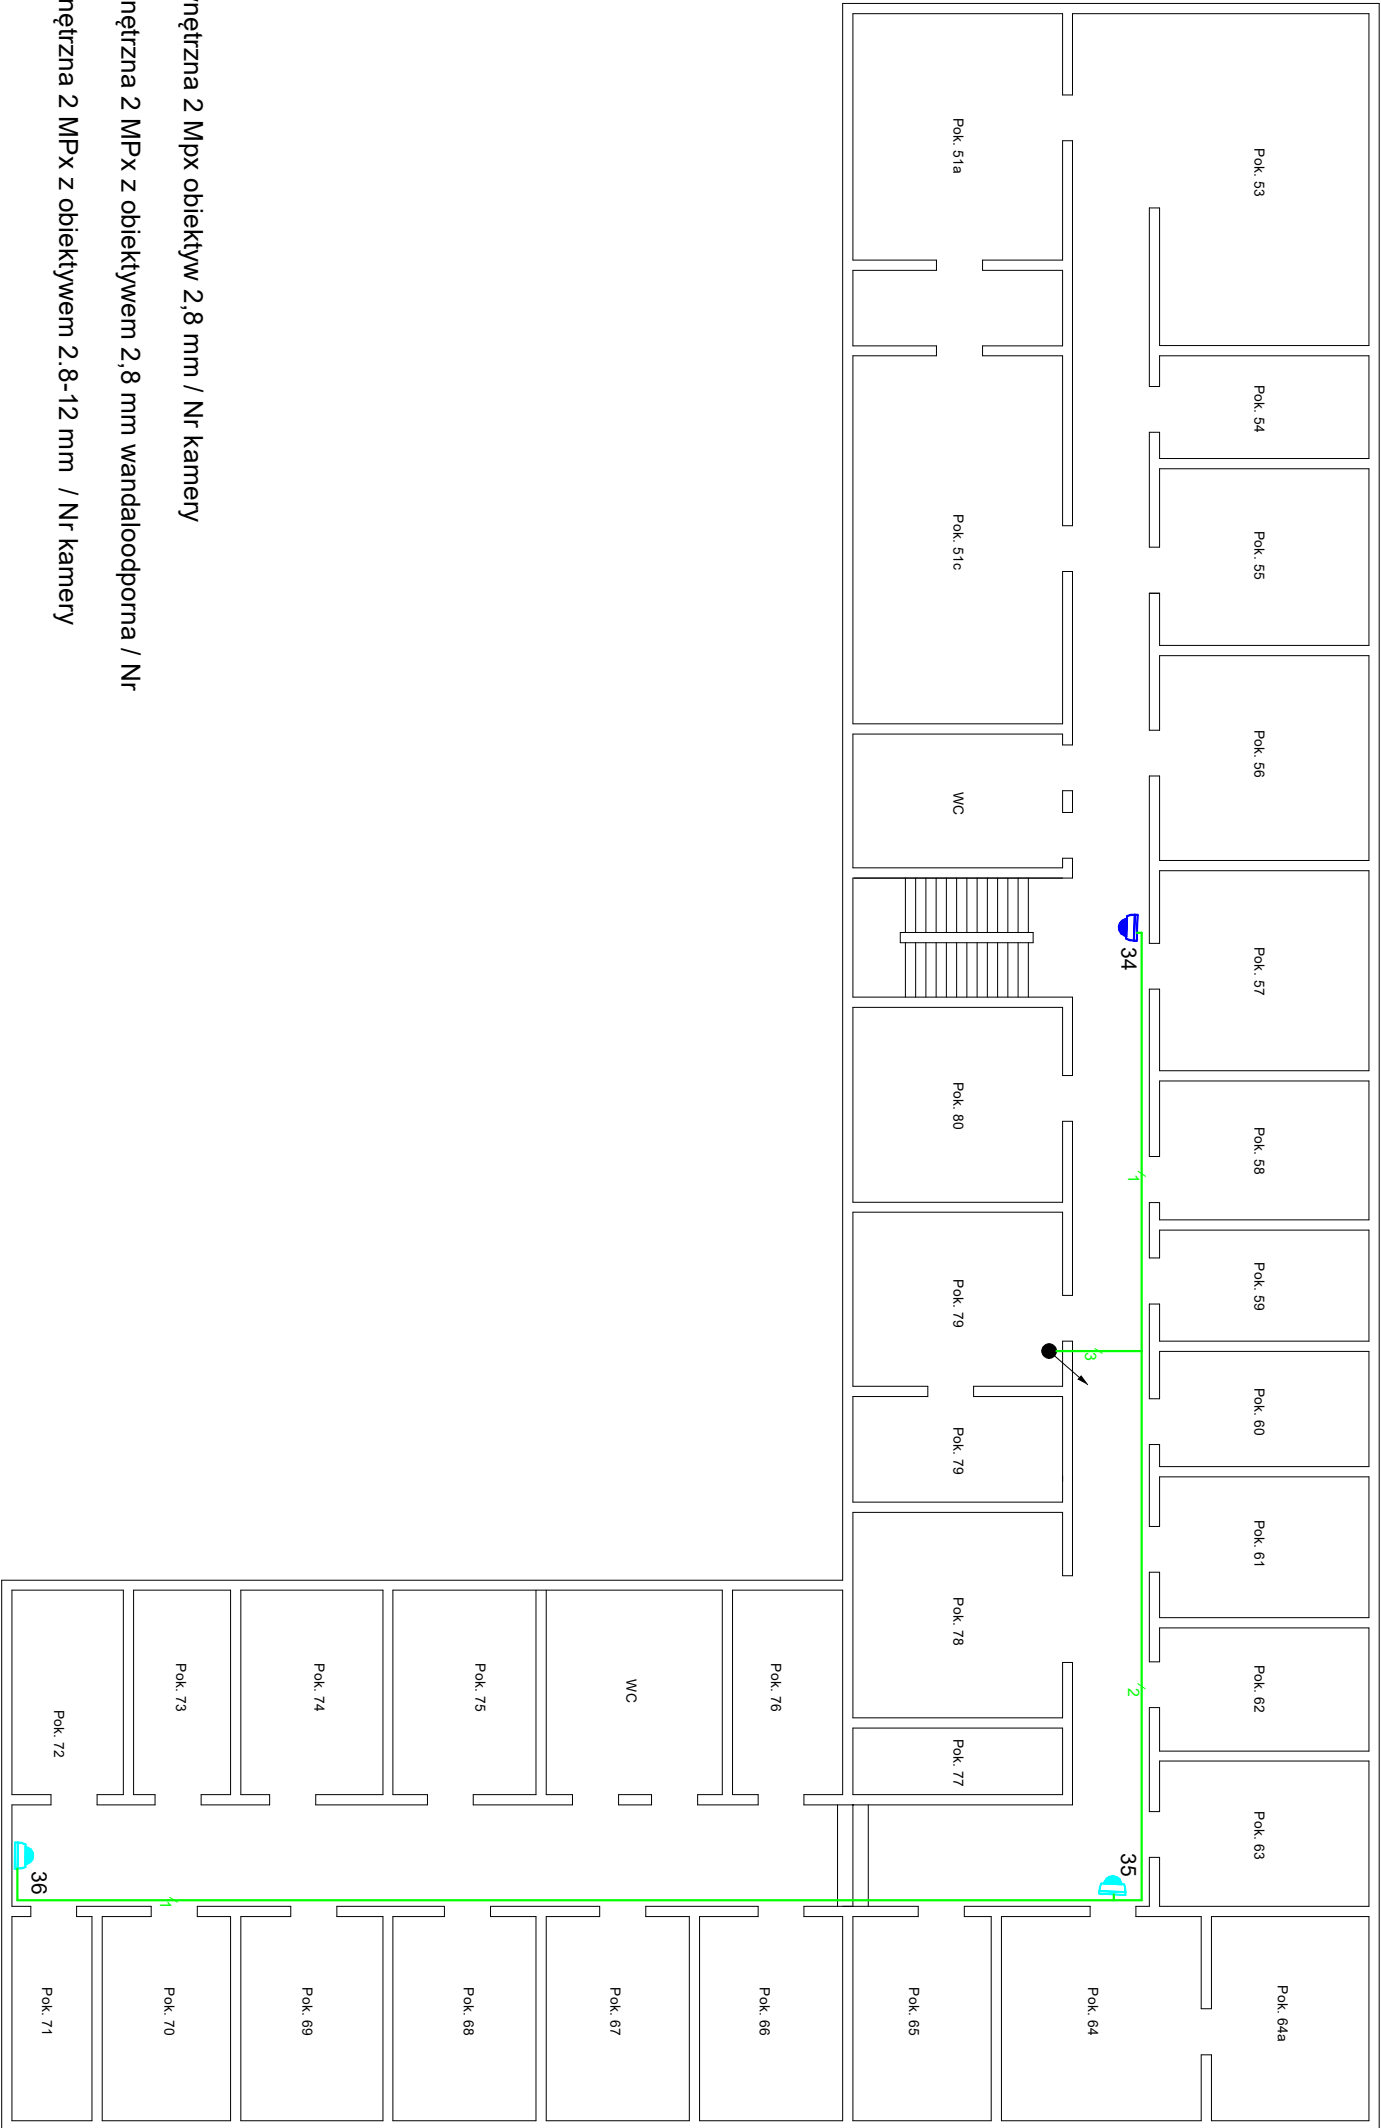 Pok. 53
Pok. 54
Pok. 55
Pok. 56
Pok. 57
Pok. 58
Pok. 59
Pok. 60
Pok. 61
Pok. 62
Pok. 63
Pok. 64a
34
1
3
2
35
Pok. 64
Pok. 51a
Pok. 51c
WC
Pok. 80
Pok. 79
Pok. 79
Pok. 78
Pok. 77
Pok. 65
Pok. 76
Pok. 66
WC
Pok. 67
Pok. 75
Pok. 68
Pok. 74
Pok. 69
Pok. 73
1
Pok. 70
Pok. 72
36
Pok. 71
nętrzna 2 Mpx obiektyw 2,8 mm / Nr kamery
nętrzna 2 MPx z obiektywem 2,8 mm wandaloodporna / Nr
nętrzna 2 MPx z obiektywem 2.8-12 mm / Nr kamery